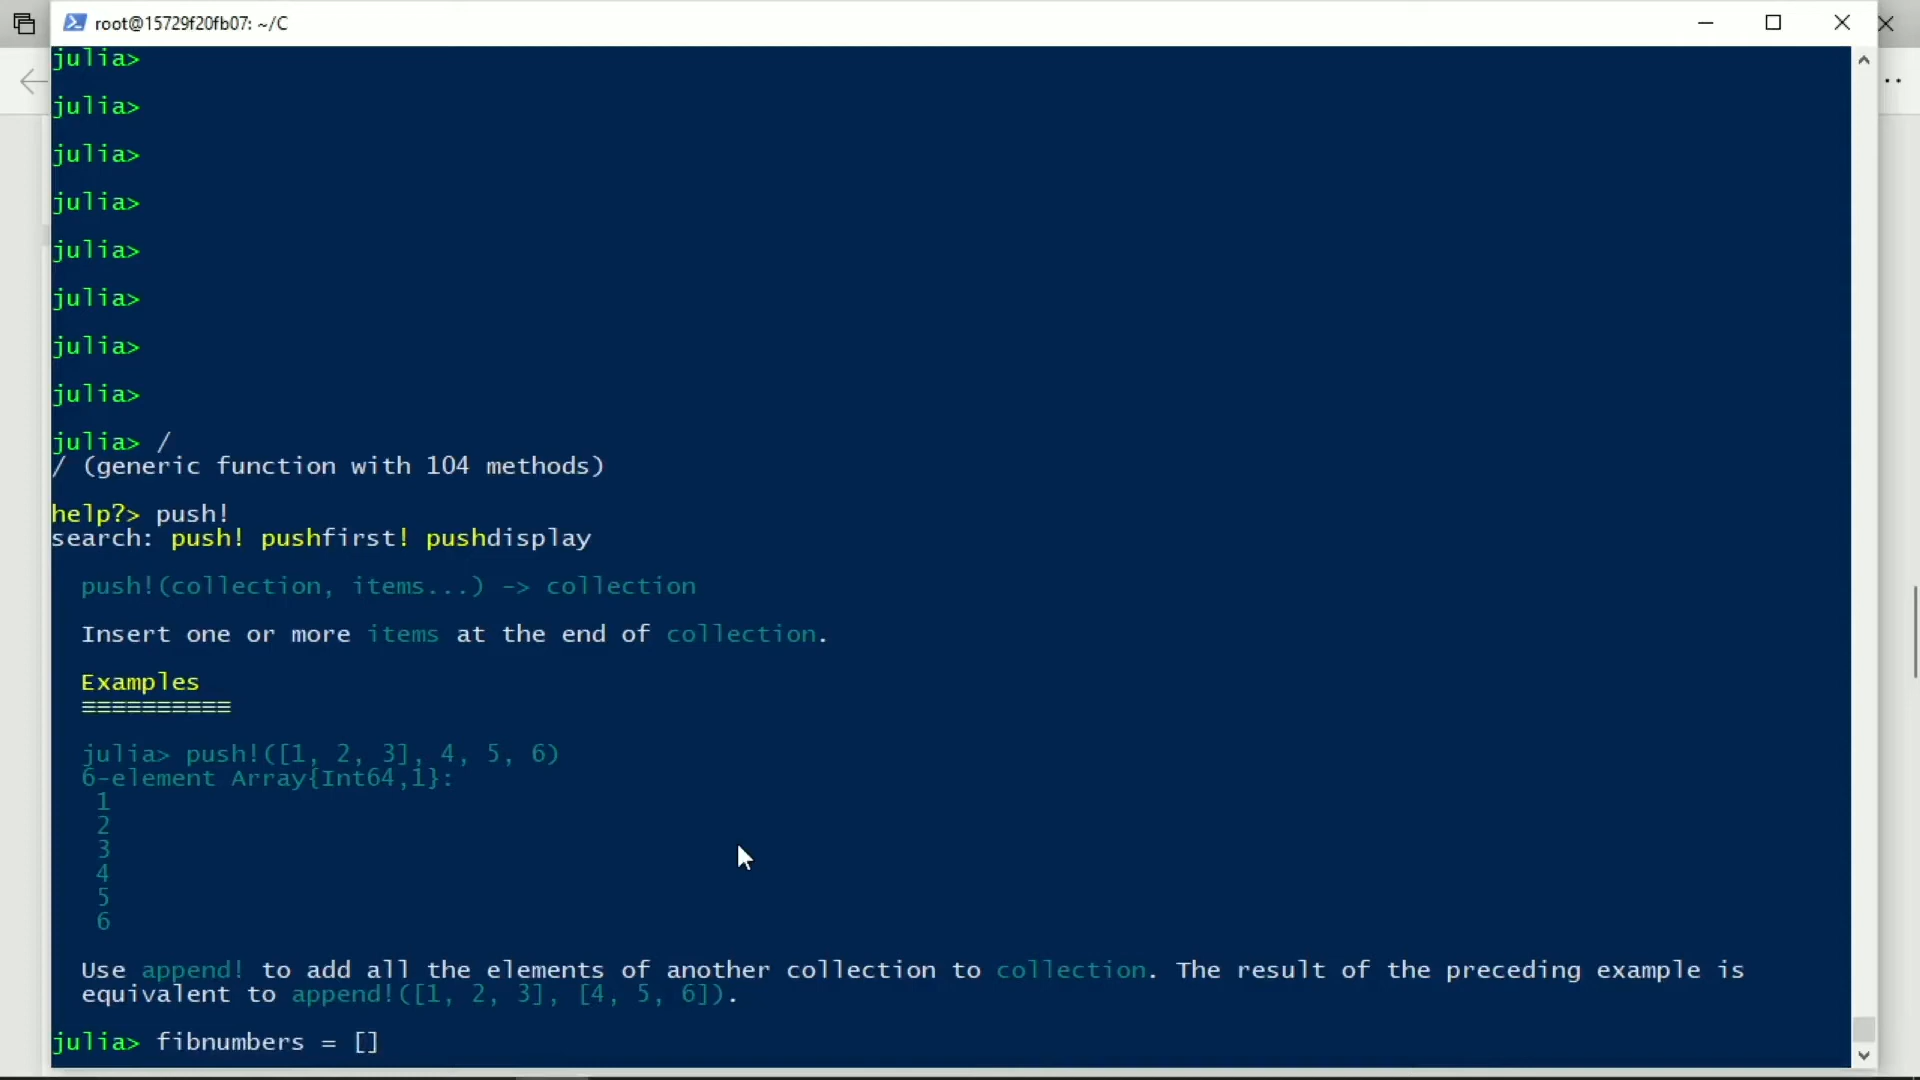 root@15729f20fb07: ~/C
julia>
julia>
julia>
julia>
julia>
julia>
julia>
julia>
julia> /
/ (generic function with 104 methods)
help?> push!
search: push! pushfirst! pushdisplay
push!(collection, items...) -> collection
Insert one or more items at the end of collection.
Examples
≡≡≡≡≡≡≡≡≡≡
julia> push!([1, 2, 3], 4, 5, 6)
6-element Array{Int64,1}:
1
2
3
4
5
6
Use append! to add all the elements of another collection to collection. The result of the preceding example is
equivalent to append!([1, 2, 3], [4, 5, 6]).
julia> fibnumbers = []